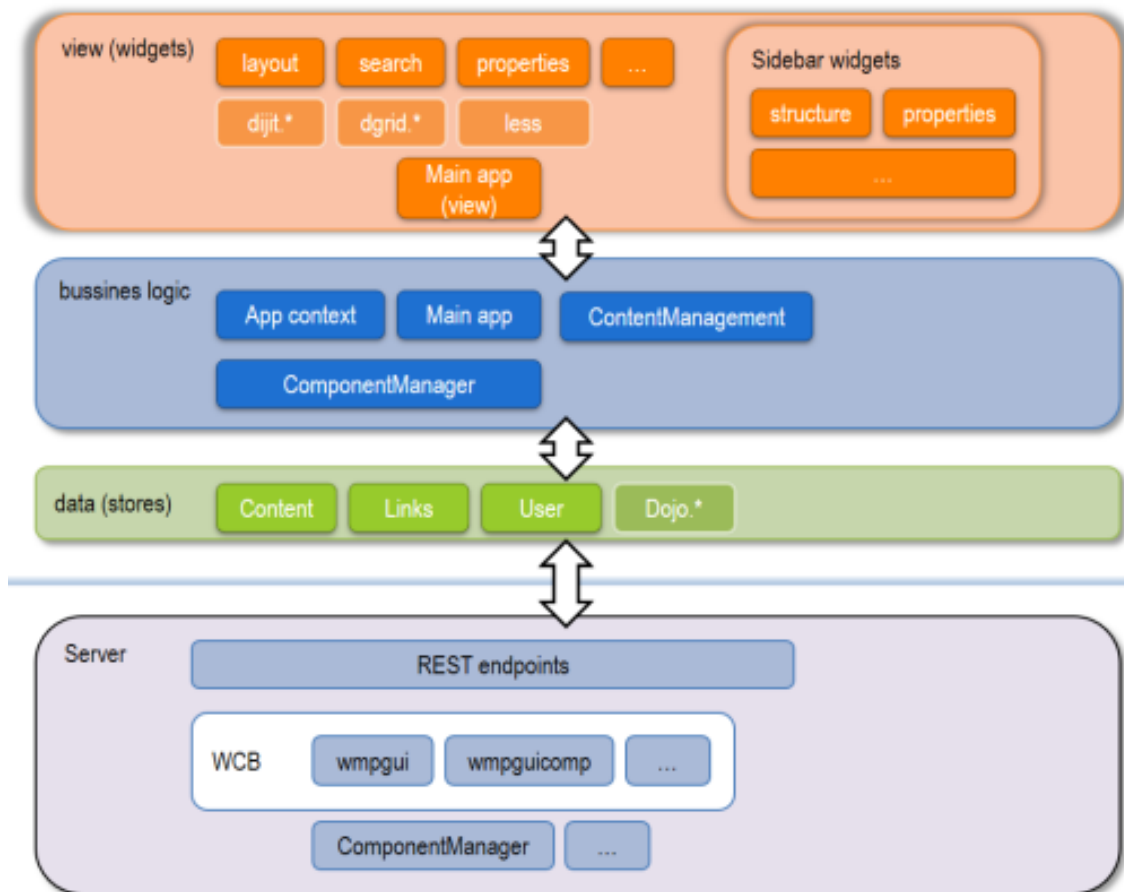 view (widgets)
layout
search
properties
...
Sidebar widgets
dijit.*
dgrid.*
less
structure
properties
...
Main app
(view)
bussines logic
App context
Main app
ContentManagement
ComponentManager
data (stores)
Content
Links
User
Dojo.*
Server
REST endpoints
WCB
wmpgui
wmpguicomp
...
ComponentManager
...